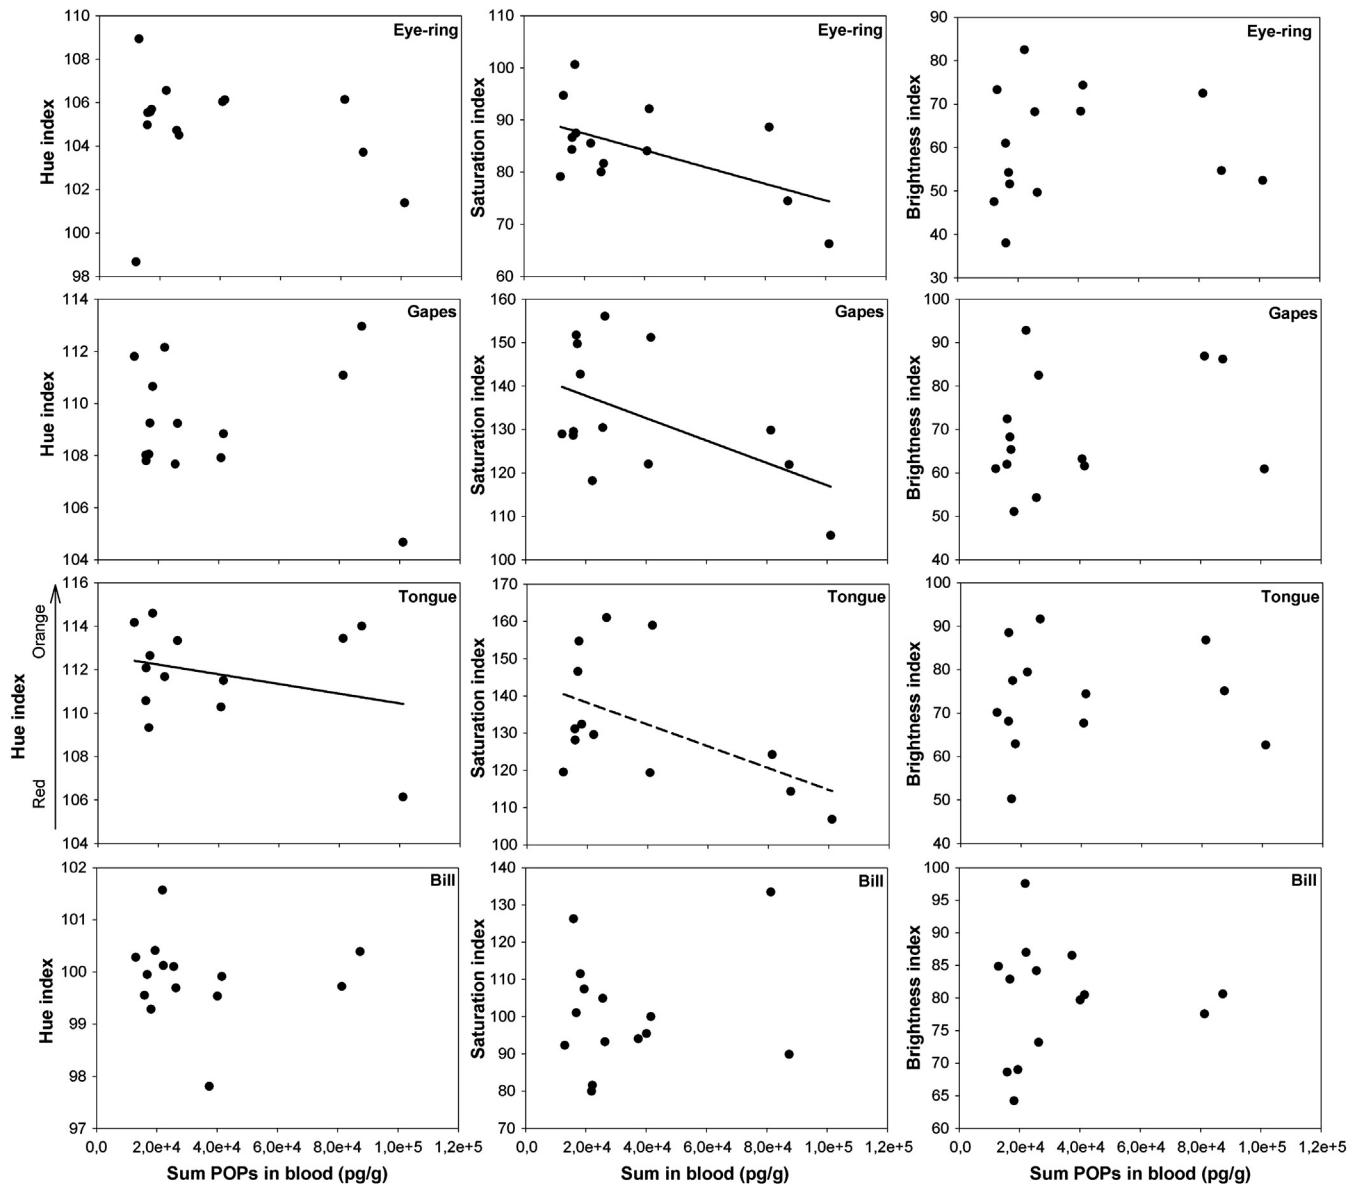 Eye-ring
Hue index
110
108
106
104
102
100
98
Eye-ring
Saturation index
110
100
90
80
70
60
Eye-ring
Brightness index
90
80
70
60
50
40
30
Gapes
Hue index
114
112
110
108
106
104
Gapes
Saturation index
160
150
140
130
120
110
100
Gapes
Brightness index
100
90
80
70
60
50
40
Tongue
Hue index
Red
Orange
116
114
112
110
108
106
104
Tongue
Saturation index
170
160
150
140
130
120
110
100
Tongue
Brightness index
100
90
80
70
60
50
40
Bill
Hue index
102
101
100
99
98
97
0,0 2,0e+4 4,0e+4 6,0e+4 8,0e+4 1,0e+5 1,2e+5
Sum POPs in blood (pg/g)
Bill
Saturation index
140
130
120
110
100
90
80
70
0,0 2,0e+4 4,0e+4 6,0e+4 8,0e+4 1,0e+5 1,2e+5
Sum in blood (pg/g)
Bill
Brightness index
100
95
90
85
80
75
70
65
60
0,0 2,0e+4 4,0e+4 6,0e+4 8,0e+4 1,0e+5 1,2e+5
Sum POPs in blood (pg/g)